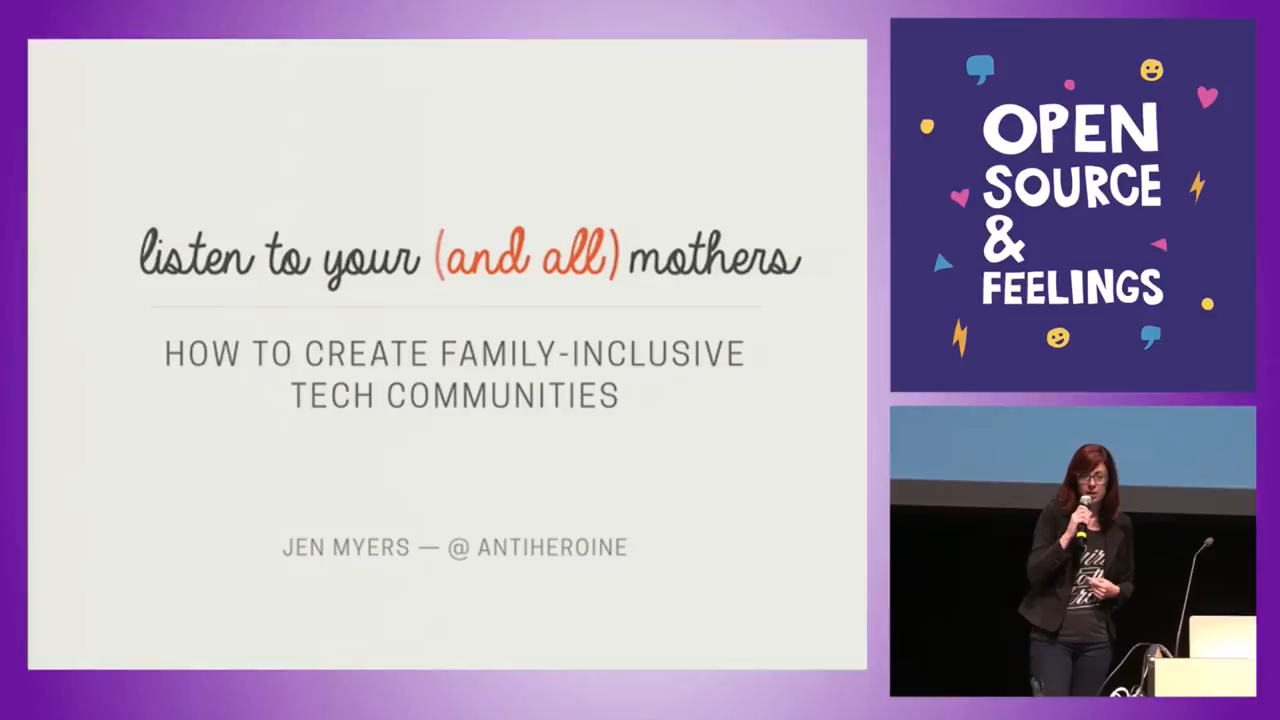 listen to your (and all) mothers
HOW TO CREATE FAMILY-INCLUSIVE
TECH COMMUNITIES
JEN MYERS — @ ANTIHEROINE
OPEN
SOURCE
&
FEELINGS